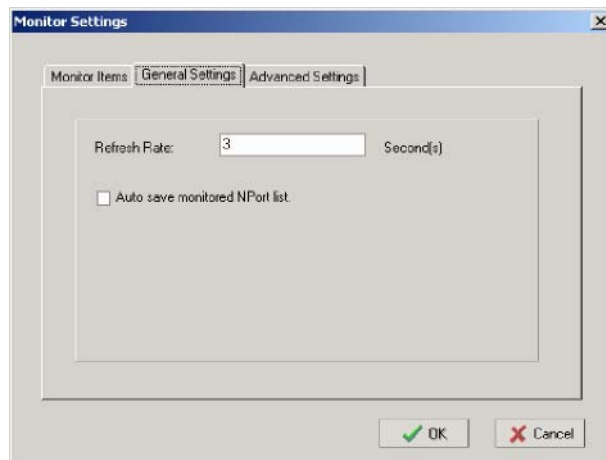 Monitor Settings
Monitor Items General Settings Advanced Settings
Refresh Rate: 3 Second(s)
Auto save monitored NPort list.
OK Cancel